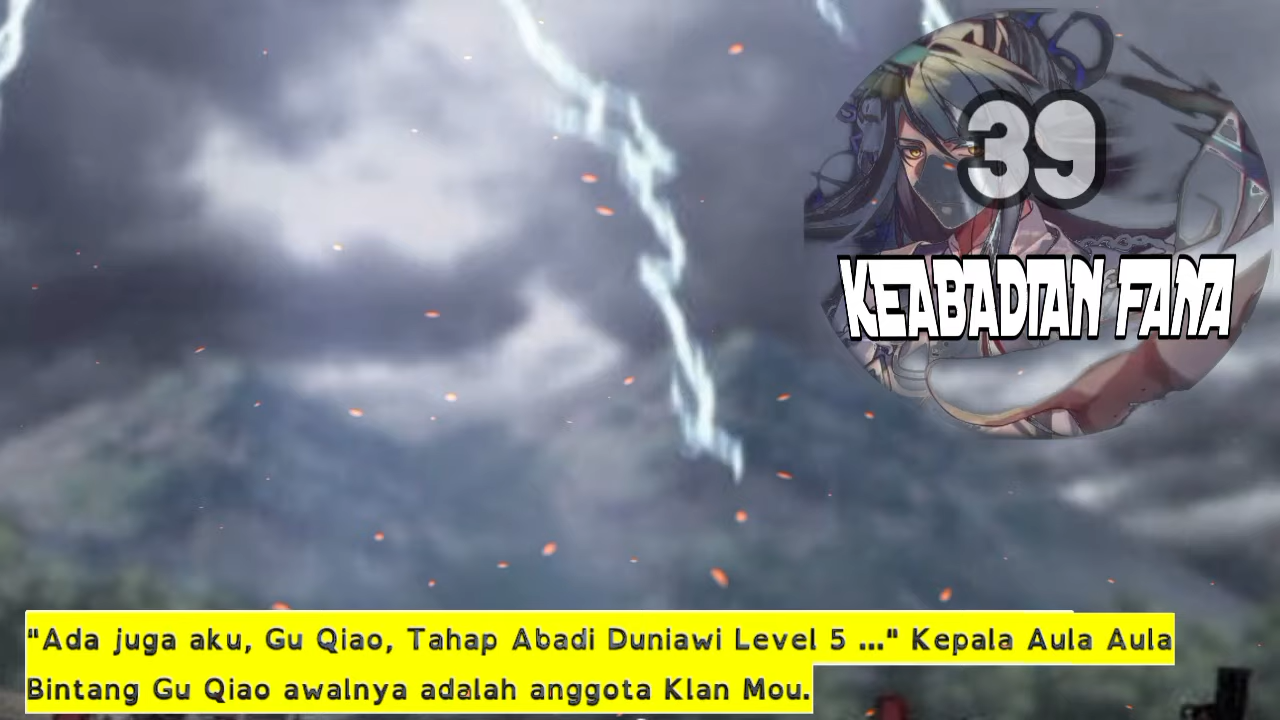 39
KEABADIAN FANA
"Ada juga aku, Gu Qiao, Tahap Abadi Duniawi Level 5 ..." Kepala Aula Aula
Bintang Gu Qiao awalnya adalah anggota Klan Mou.